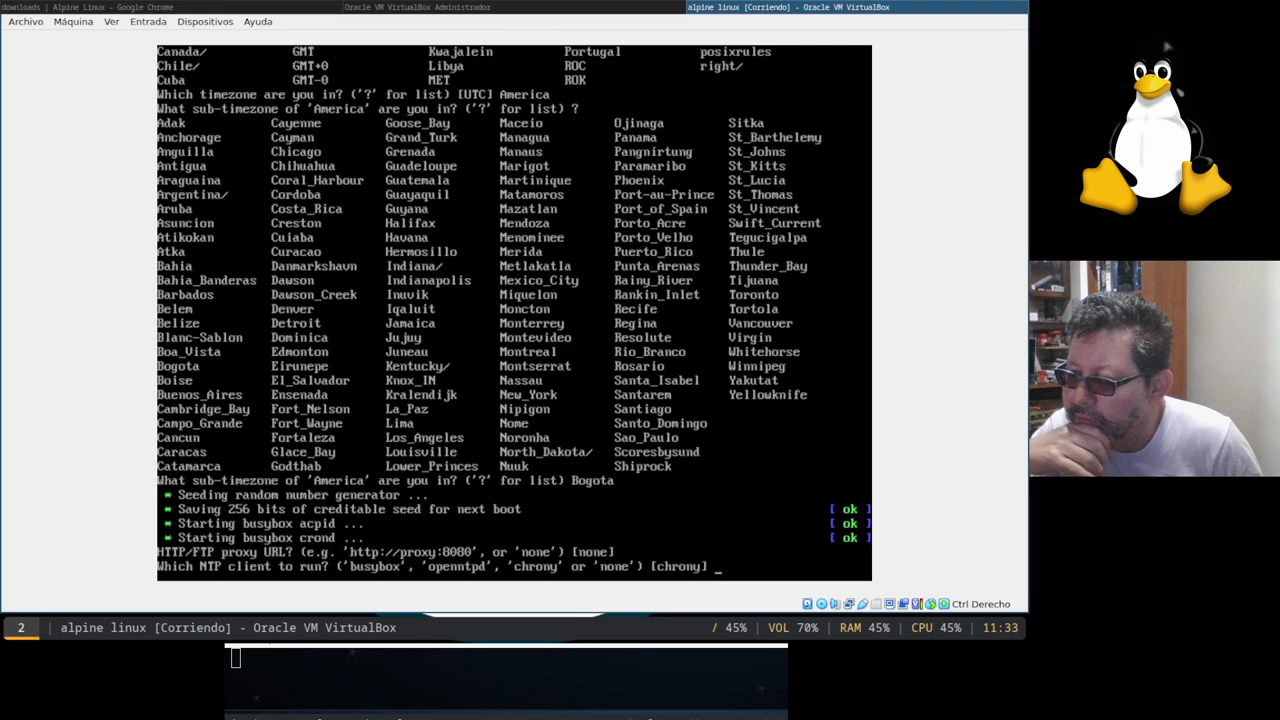 downloads | Alpine Linux - Google Chrome Oracle VM VirtualBox Administrador alpine linux [Corriendo] - Oracle VM VirtualBox
Archivo Máquina Ver Entrada Dispositivos Ayuda
Canada/ GMT Kwajalein Portugal posixrules
Chile/ GMT+0 Libya ROC right/
Cuba GMT-0 MET ROK
Which timezone are you in? ('?' for list) [UTC] America
What sub-timezone of 'America' are you in? ('?' for list) ?
Adak Cayenne Goose_Bay Maceio Ojinaga Sitka
Anchorage Cayman Grand_Turk Managua Panama St_Barthelemy
Anguilla Chicago Grenada Manaus Pangnirtung St_Johns
Antigua Chihuahua Guadeloupe Marigot Paramaribo St_Kitts
Araguaina Coral_Harbour Guatemala Martinique Phoenix St_Lucia
Argentina/ Cordoba Guayaquil Matamoros Port-au-Prince St_Thomas
Aruba Costa_Rica Guyana Mazatlan Port_of_Spain St_Vincent
Asuncion Creston Halifax Mendoza Porto_Acre Swift_Current
Atikokan Cuiaba Havana Menominee Porto_Velho Tegucigalpa
Atka Curacao Hermosillo Merida Puerto_Rico Thule
Bahia Danmarkshavn Indiana/ Metlakatla Punta_Arenas Thunder_Bay
Bahia_Banderas Dawson Indianapolis Mexico_City Rainy_River Tijuana
Barbados Dawson_Creek Inuvik Miquelon Rankin_Inlet Toronto
Belem Denver Iqaluit Moncton Recife Tortola
Belize Detroit Jamaica Monterrey Regina Vancouver
Blanc-Sablon Dominica Jujuy Montevideo Resolute Virgin
Boa_Vista Edmonton Juneau Montreal Rio_Branco Whitehorse
Bogota Eirunepe Kentucky/ Montserrat Rosario Winnipeg
Boise El_Salvador Knox_IN Nassau Santa_Isabel Yakutat
Buenos_Aires Ensenada Kralendijk New_York Santarem Yellowknife
Cambridge_Bay Fort_Nelson La_Paz Nipigon Santiago
Campo_Grande Fort_Wayne Lima Nome Santo_Domingo
Cancun Fortaleza Los_Angeles Noronha Sao_Paulo
Caracas Glace_Bay Louisville North_Dakota/ Scoresbysund
Catamarca Godthab Lower_Princes Nuuk Shiprock
What sub-timezone of 'America' are you in? ('?' for list) Bogota
* Seeding random number generator ...
* Saving 256 bits of creditable seed for next boot [ ok ]
* Starting busybox acpid ... [ ok ]
* Starting busybox crond ... [ ok ]
HTTP/FTP proxy URL? (e.g. 'http://proxy:8080', or 'none') [none]
Which NTP client to run? ('busybox', 'openntpd', 'chrony' or 'none') [chrony] _
Ctrl Derecho
2 | alpine linux [Corriendo] - Oracle VM VirtualBox / 45% | VOL 70% | RAM 45% | CPU 45% | 11:33